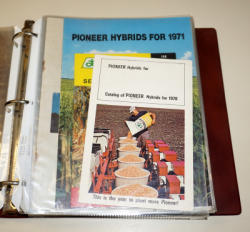 PIONEER HYBRIDS FOR 1971
PIONEER Hybrids for
Catalog of PIONEER Hybrids for 1970
This is the year to plant more Pioneer!